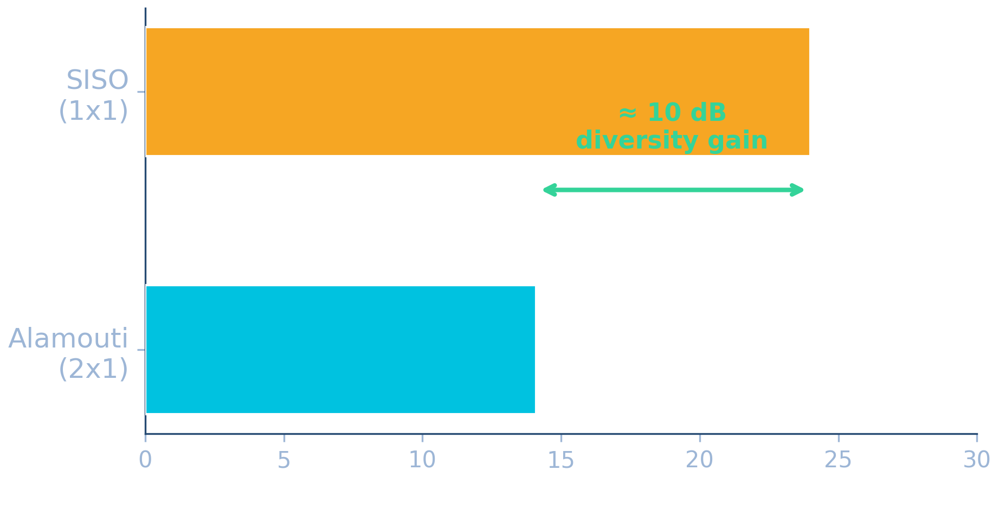 SISO
(1x1)
≈ 10 dB
diversity gain
Alamouti
(2x1)
0 5 10 15 20 25 30